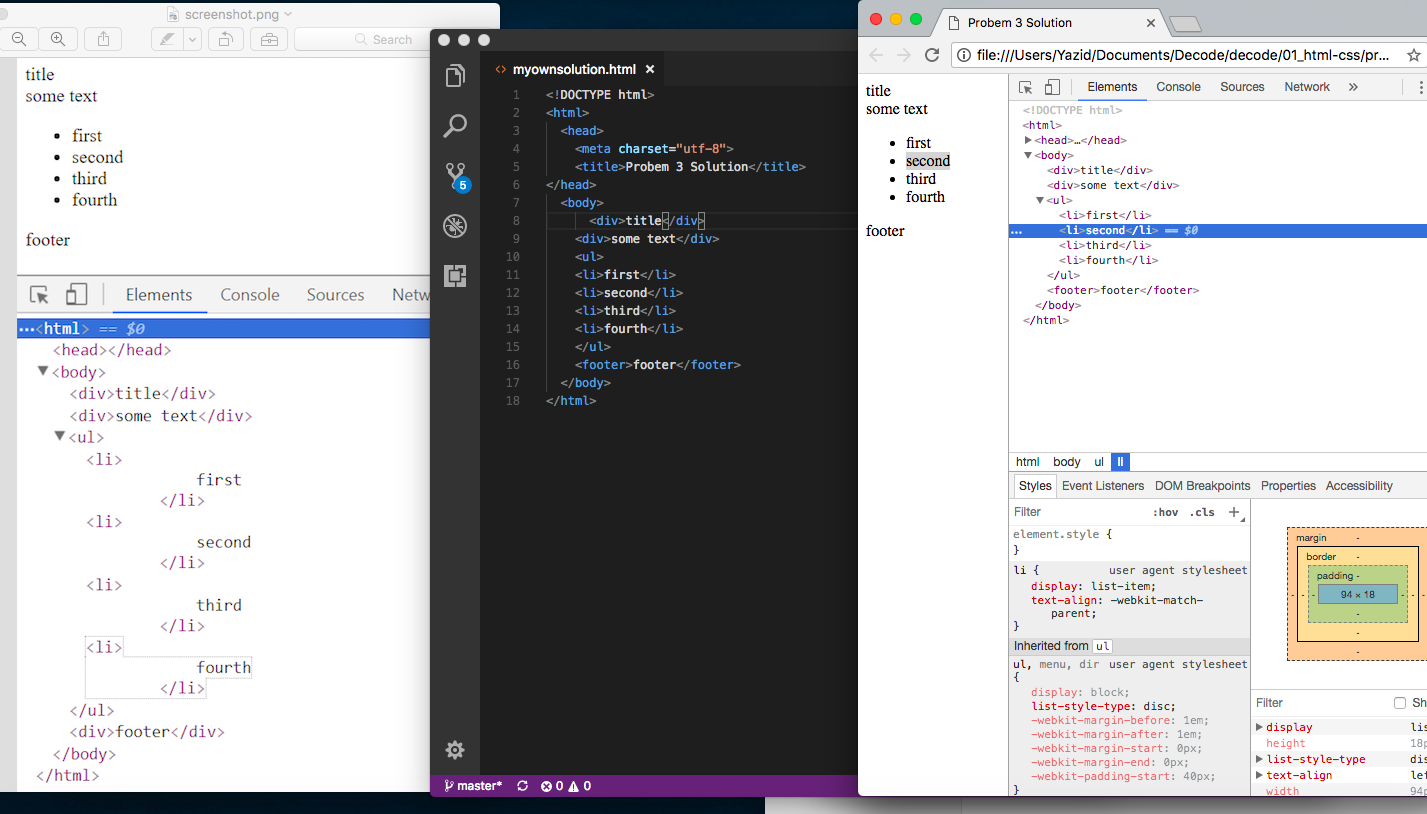 screenshot.png
Search
title
some text
first
second
third
fourth
footer
Elements Console Sources Netw
…<html> == $0
<head></head>
<body>
<div>title</div>
<div>some text</div>
<ul>
<li>
first
</li>
<li>
second
</li>
<li>
third
</li>
<li>
fourth
</li>
</ul>
<div>footer</div>
</body>
</html>
<> myownsolution.html ×
5
1 <!DOCTYPE html>
2 <html>
3 <head>
4 <meta charset="utf-8">
5 <title>Probem 3 Solution</title>
6 </head>
7 <body>
8 <div>title</div>
9 <div>some text</div>
10 <ul>
11 <li>first</li>
12 <li>second</li>
13 <li>third</li>
14 <li>fourth</li>
15 </ul>
16 <footer>footer</footer>
17 </body>
18 </html>
master* 0 0
Probem 3 Solution ×
file:///Users/Yazid/Documents/Decode/decode/01_html-css/pr...
title
some text
first
second
third
fourth
footer
Elements Console Sources Network »
<!DOCTYPE html>
<html>
<head>…</head>
<body>
<div>title</div>
<div>some text</div>
<ul>
<li>first</li>
… <li>second</li> == $0
<li>third</li>
<li>fourth</li>
</ul>
<footer>footer</footer>
</body>
</html>
html body ul li
Styles Event Listeners DOM Breakpoints Properties Accessibility
Filter :hov .cls +
element.style {
}
li { user agent stylesheet
display: list-item;
text-align: -webkit-match-
parent;
}
Inherited from ul
ul, menu, dir user agent stylesheet
{
display: block;
list-style-type: disc;
-webkit-margin-before: 1em;
-webkit-margin-after: 1em;
-webkit-margin-start: 0px;
-webkit-margin-end: 0px;
-webkit-padding-start: 40px;
}
margin -
border -
padding -
- - - 94 × 18 - - -
-
-
-
Filter Sh
display lis
height 18p
list-style-type dis
text-align lef
width 94p